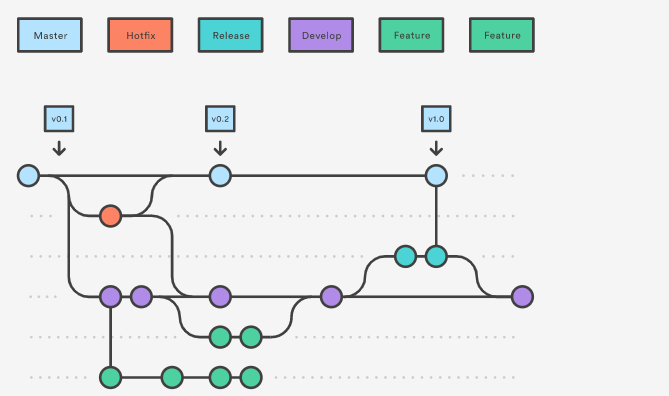 Master
Hotfix
Release
Develop
Feature
Feature
v0.1
v0.2
v1.0